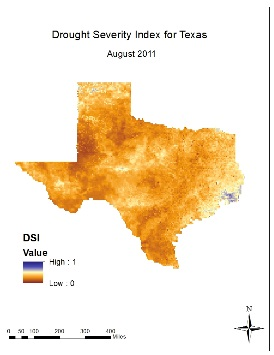 Drought Severity Index for Texas
August 2011
DSI
Value
High : 1
Low : 0
N
0 50 100 200 300 400
Miles